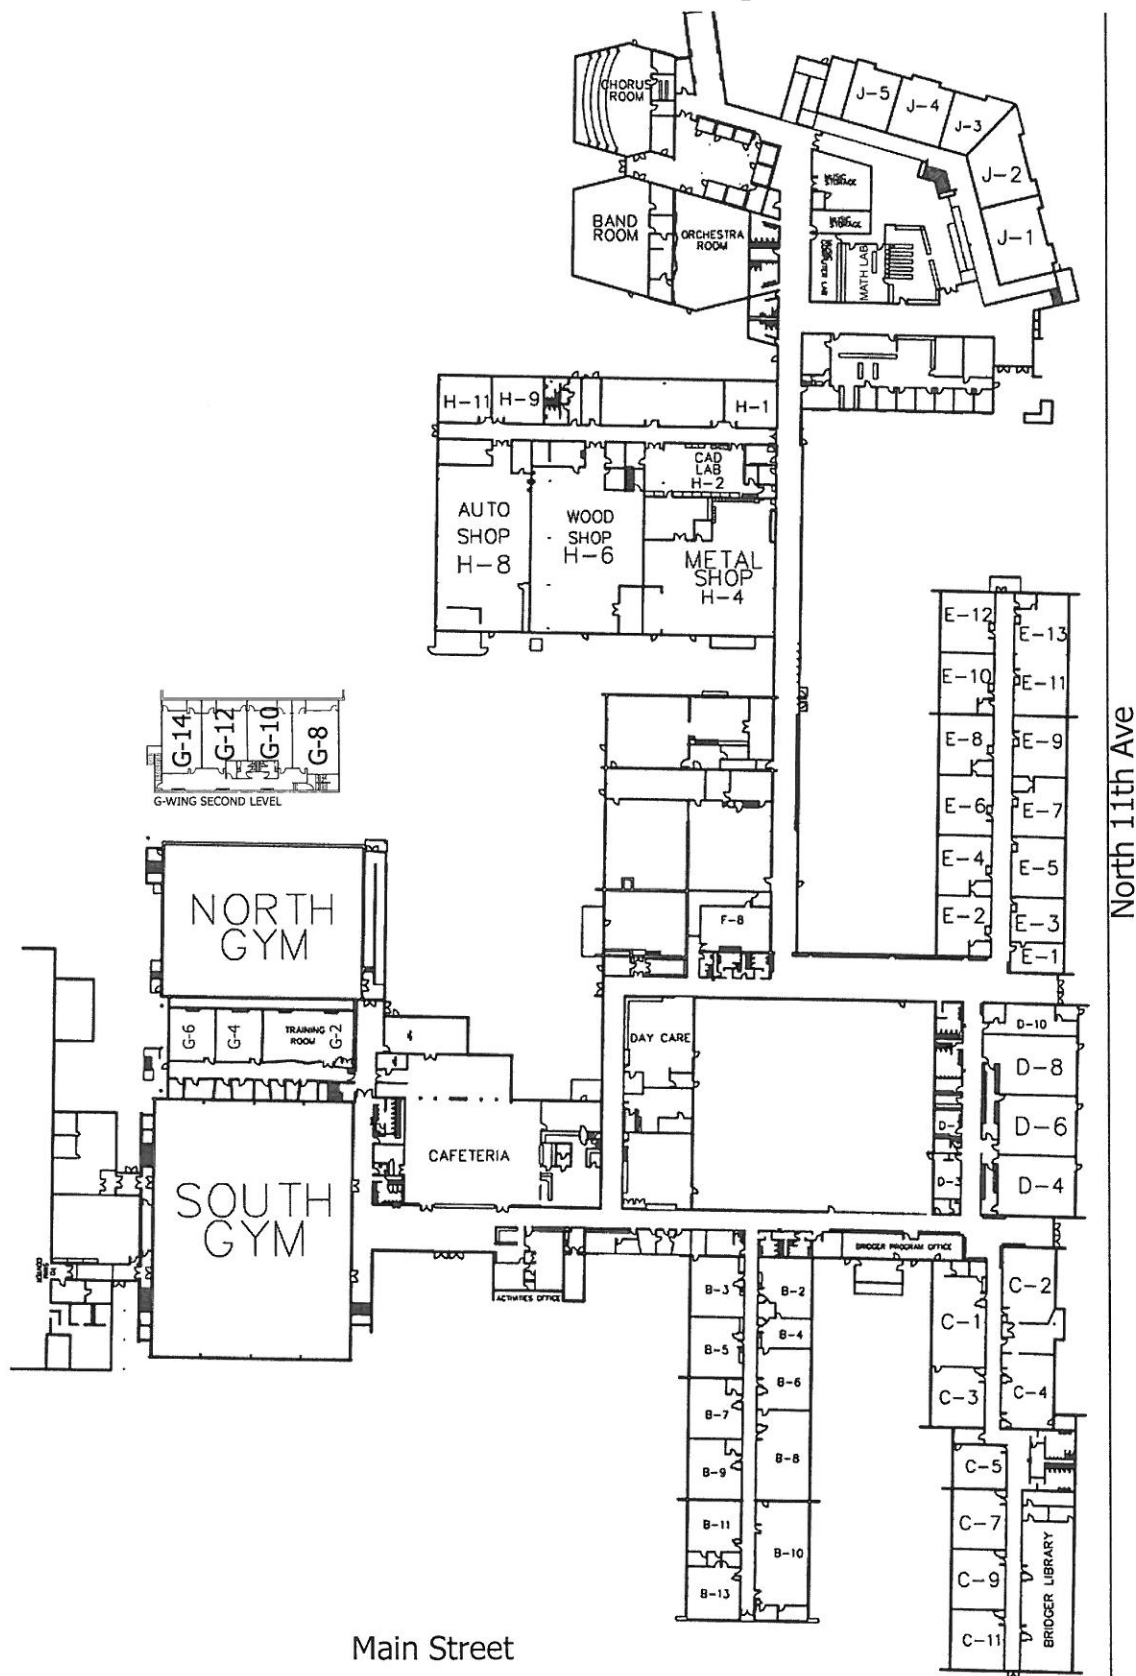 CHORUS
ROOM
J-5
J-4
J-3
J-2
J-1
MUSIC
STORAGE
MUSIC
STORAGE
BAND
ROOM
ORCHESTRA
ROOM
MATH LAB
H-11
H-9
H-1
CAD
LAB
H-2
AUTO
SHOP
H-8
WOOD
SHOP
H-6
METAL
SHOP
H-4
E-12
E-13
E-10
E-11
E-8
E-9
E-6
E-7
E-4
E-5
E-2
E-3
E-1
North 11th Ave
G-14
G-12
G-10
G-8
G-WING SECOND LEVEL
NORTH
GYM
F-8
G-6
G-4
TRAINING
ROOM
G-2
DAY CARE
D-10
D-8
D-6
D-4
D-3
CAFETERIA
SOUTH
GYM
ACTIVITIES OFFICE
BRIDGER PROGRAM OFFICE
B-3
B-2
B-4
B-5
B-6
B-7
B-8
B-9
B-11
B-10
B-13
C-2
C-1
C-3
C-4
C-5
C-7
C-9
C-11
BRIDGER LIBRARY
Main Street